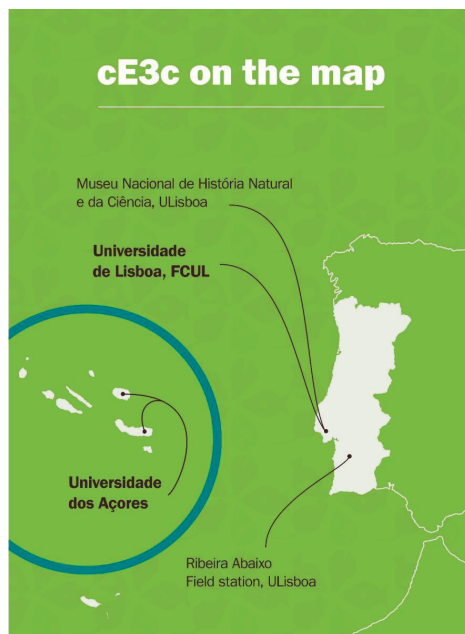 cE3c on the map
Museu Nacional de História Natural
e da Ciência, ULisboa
Universidade
de Lisboa, FCUL
Universidade
dos Açores
Ribeira Abaixo
Field station, ULisboa